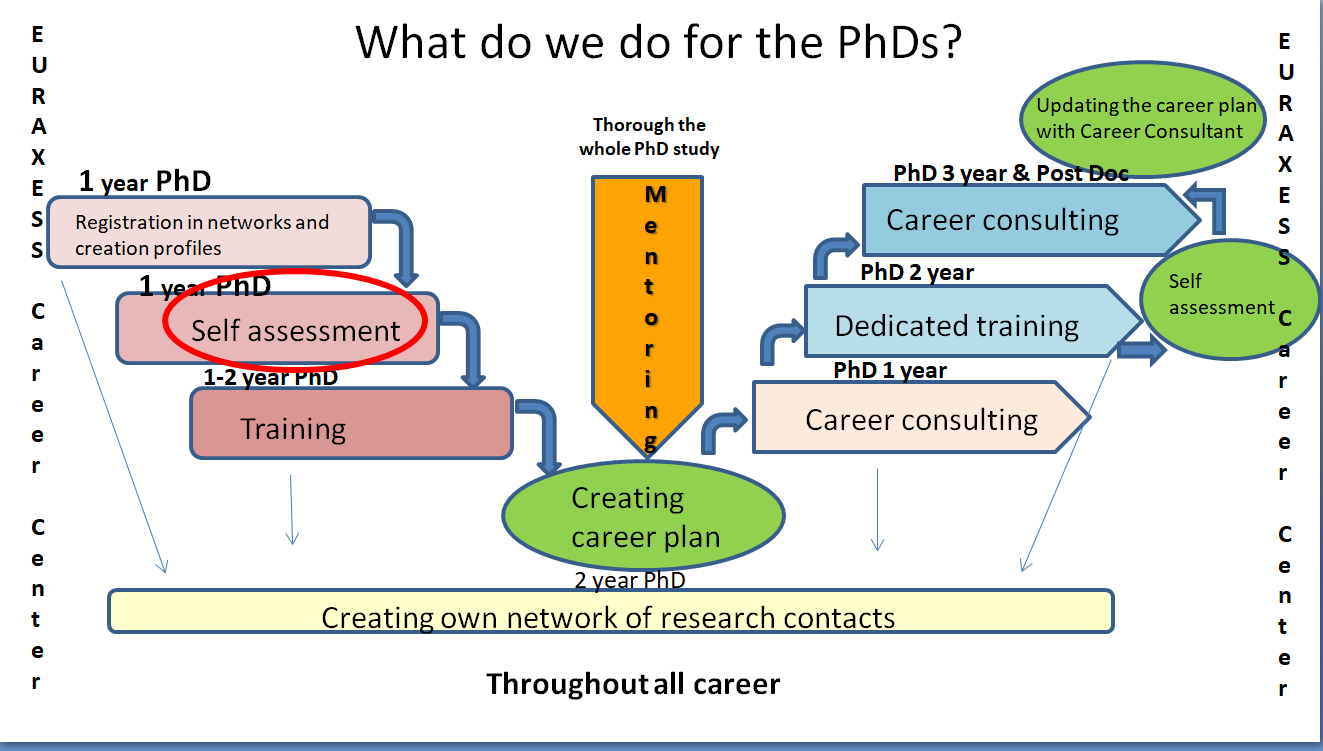 What do we do for the PhDs?
EURAXESS Career Center
Thorough the
whole PhD study
Mentoring
1 year PhD
Registration in networks and
creation profiles
1 year PhD
Self assessment
1-2 year PhD
Training
Creating
career plan
2 year PhD
PhD 1 year
Career consulting
PhD 2 year
Dedicated training
PhD 3 year & Post Doc
Career consulting
Self
assessment
Updating the career plan
with Career Consultant
EURAXESS Career Center
Creating own network of research contacts
Throughout all career